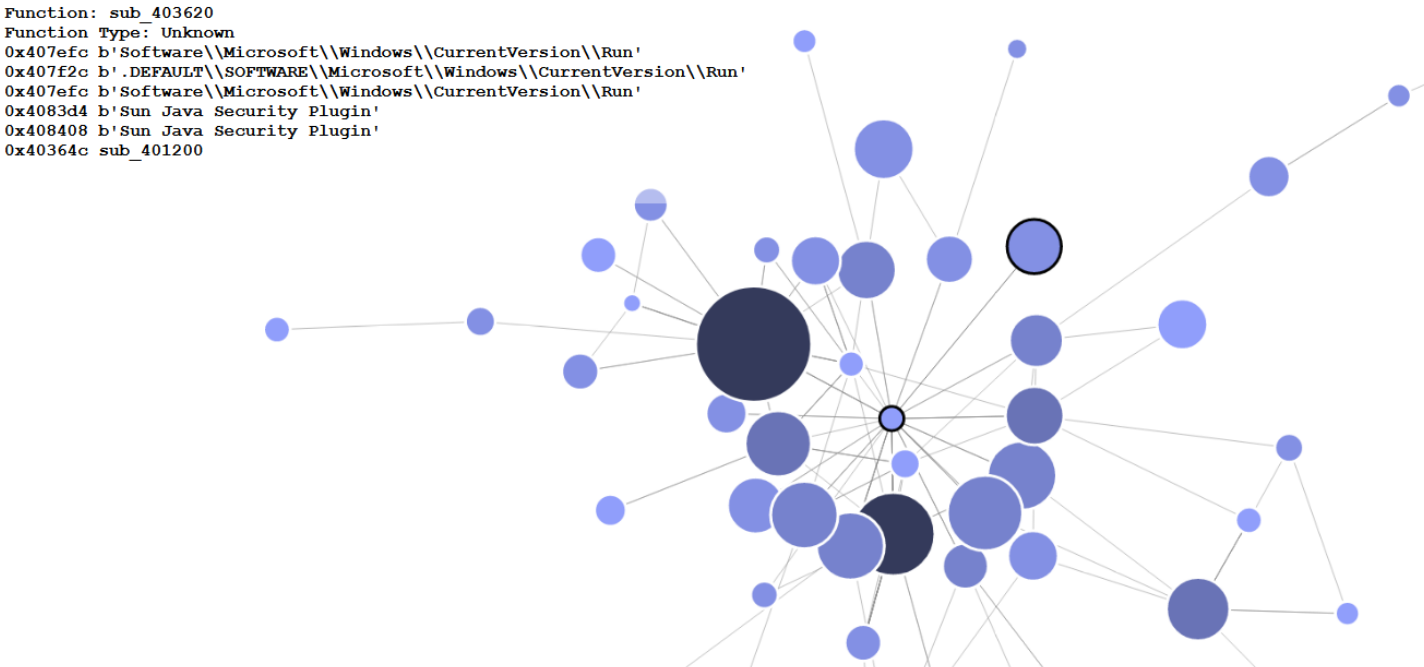 Function: sub_403620
Function Type: Unknown
0x407efc b'Software\\Microsoft\\Windows\\CurrentVersion\\Run'
0x407f2c b'.DEFAULT\\SOFTWARE\\Microsoft\\Windows\\CurrentVersion\\Run'
0x407efc b'Software\\Microsoft\\Windows\\CurrentVersion\\Run'
0x4083d4 b'Sun Java Security Plugin'
0x408408 b'Sun Java Security Plugin'
0x40364c sub_401200